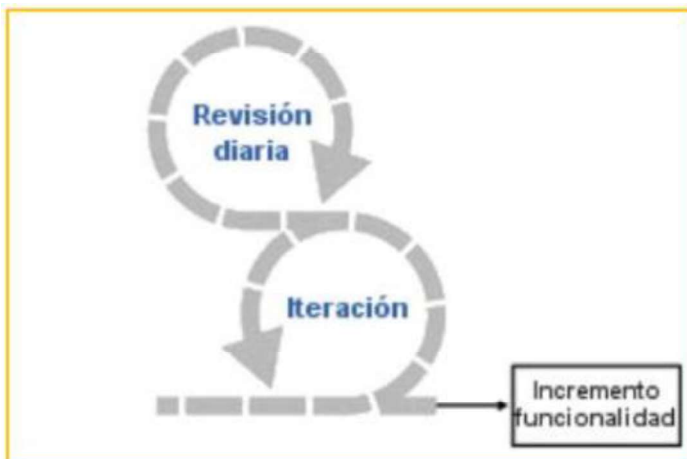 Revisión
diaria
Iteración
Incremento
funcionalidad